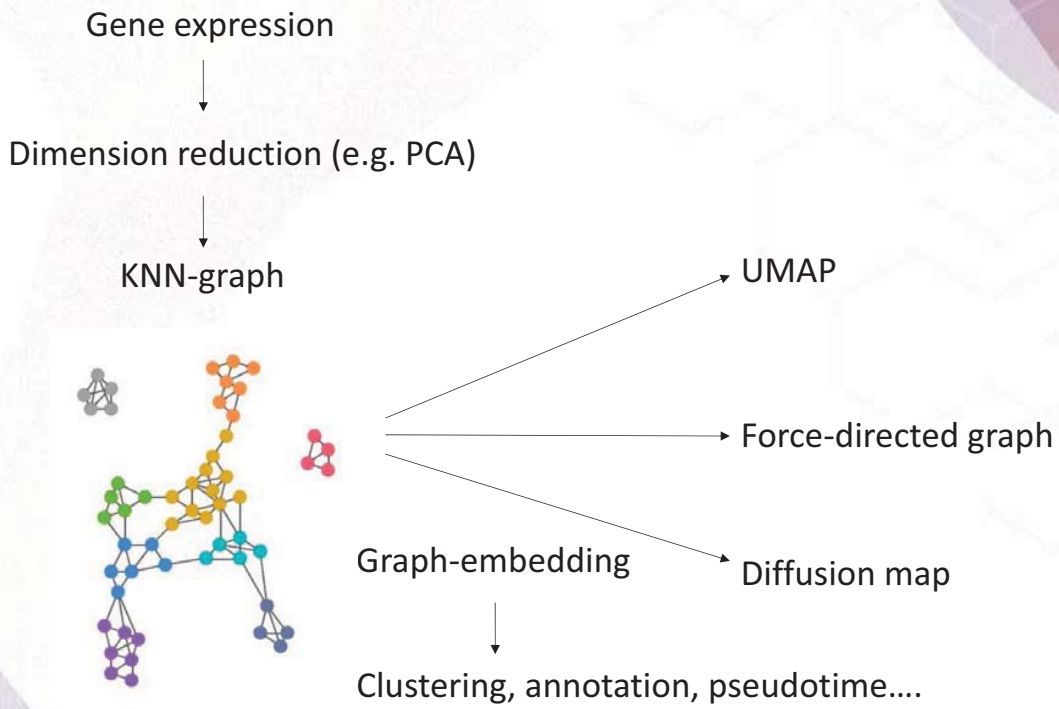 Gene expression
Dimension reduction (e.g. PCA)
KNN-graph
UMAP
Force-directed graph
Graph-embedding
Diffusion map
Clustering, annotation, pseudotime....